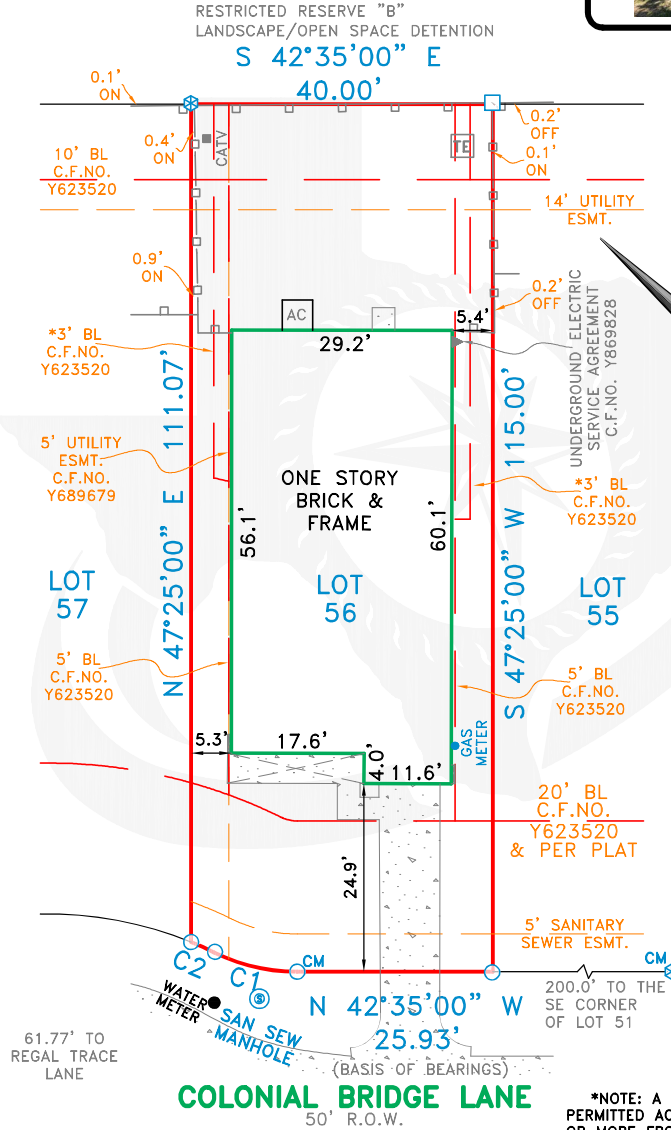 RESTRICTED RESERVE "B"
LANDSCAPE/OPEN SPACE DETENTION
S 42°35'00" E
40.00'
0.1'
ON
0.2'
OFF
0.4'
ON
CATV
TE
0.1'
ON
10' BL
C.F.NO.
Y623520
14' UTILITY
ESMT.
0.9'
ON
0.2'
OFF
AC
5.4'
29.2'
UNDERGROUND ELECTRIC
SERVICE AGREEMENT
C.F.NO. Y869828
*3' BL
C.F.NO.
Y623520
N 47°25'00" E 111.07'
S 47°25'00" W 115.00'
5' UTILITY
ESMT.
C.F.NO.
Y689679
ONE STORY
BRICK &
FRAME
*3' BL
C.F.NO.
Y623520
56.1'
60.1'
LOT
57
LOT
56
LOT
55
5' BL
C.F.NO.
Y623520
5' BL
C.F.NO.
Y623520
GAS
METER
5.3'
17.6'
4.0'
11.6'
20' BL
C.F.NO.
Y623520
& PER PLAT
24.9'
5' SANITARY
SEWER ESMT.
C2
C1
CM
CM
WATER
METER
S
SAN SEW
MANHOLE
N 42°35'00" W
25.93'
(BASIS OF BEARINGS)
200.0' TO THE
SE CORNER
OF LOT 51
61.77' TO
REGAL TRACE
LANE
COLONIAL BRIDGE LANE
50' R.O.W.
*NOTE: A
PERMITTED AC